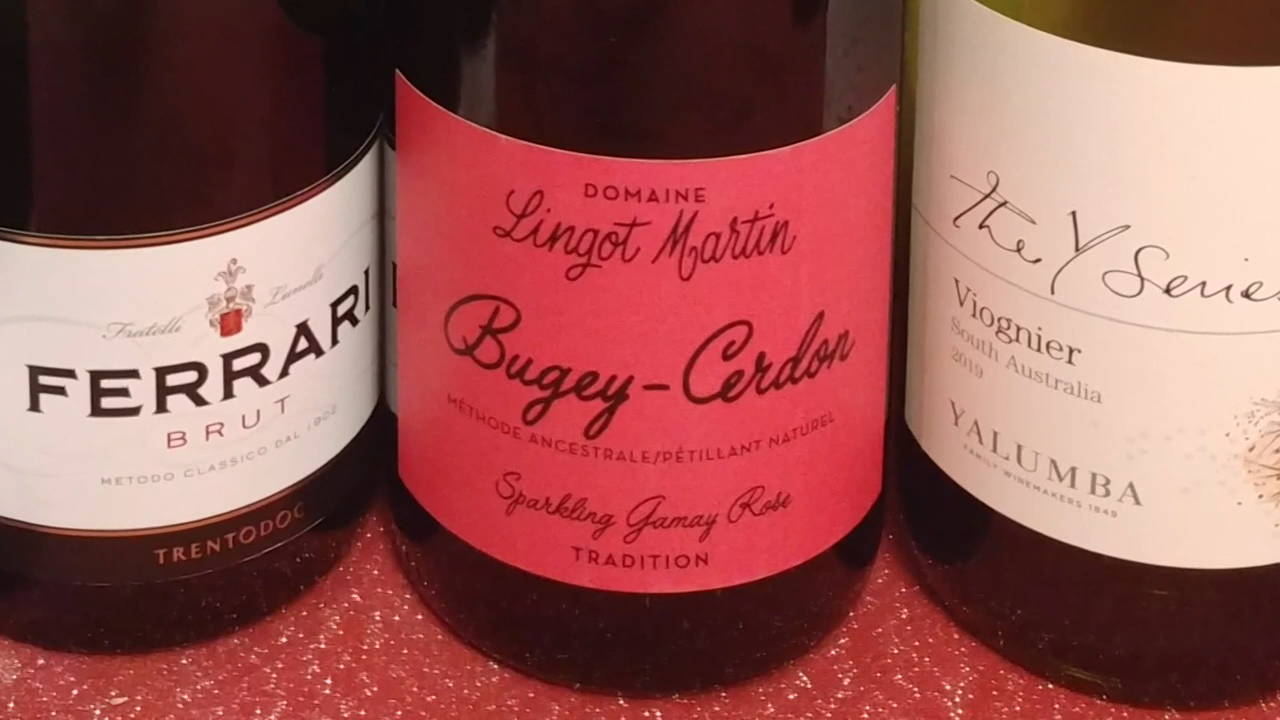 Fratelli Lunelli
FERRARI
BRUT
METODO CLASSICO DAL 1902
TRENTODOC
DOMAINE
Lingot Martin
Bugey-Cerdon
MÉTHODE ANCESTRALE/PÉTILLANT NATUREL
Sparkling Gamay Rosé
TRADITION
the Y Series
Viognier
South Australia
2019
YALUMBA
FAMILY WINEMAKERS 1849